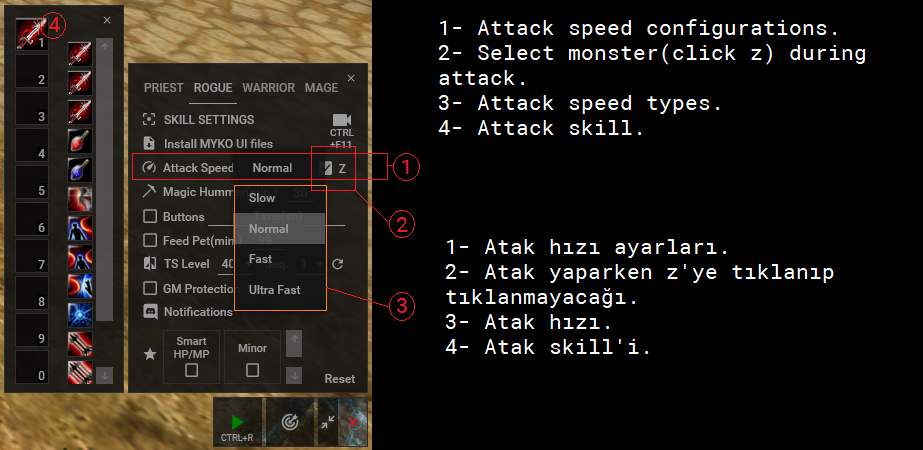 4
1
2
3
4
5
6
7
8
9
0
PRIEST ROGUE WARRIOR MAGE
SKILL SETTINGS
CTRL
+F11
Install MYKO UI files
Attack Speed Normal Z
1
Magic Humm
30
Slow
Buttons
2
Normal
Feed Pet(min)
99
Fast
TS Level 40
GM Protection
Ultra Fast
3
Notifications
Smart
HP/MP
Minor
Reset
CTRL+R
1- Attack speed configurations.
2- Select monster(click z) during
attack.
3- Attack speed types.
4- Attack skill.
1- Atak hızı ayarları.
2- Atak yaparken z'ye tıklanıp
tıklanmayacağı.
3- Atak hızı.
4- Atak skill'i.